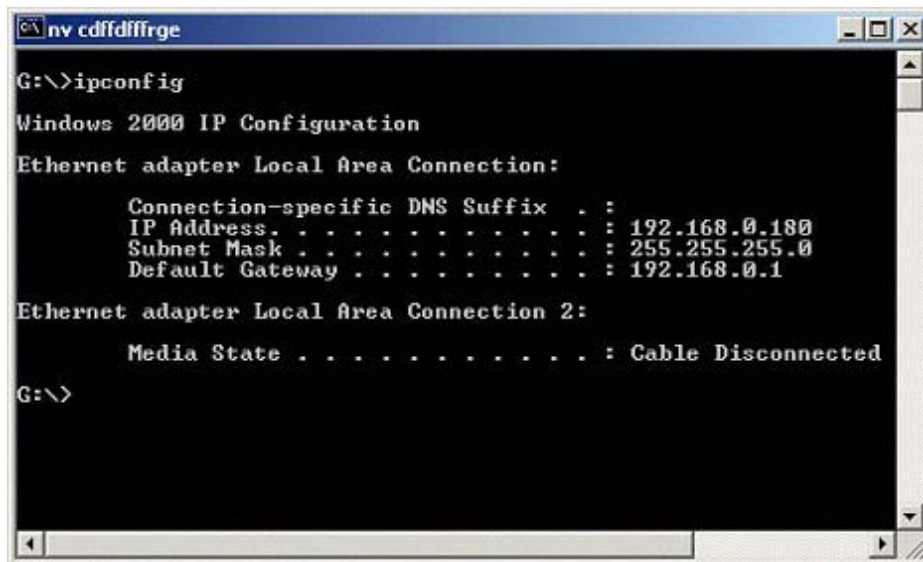 nv cdffdfffrge
G:\>ipconfig
Windows 2000 IP Configuration
Ethernet adapter Local Area Connection:
Connection-specific DNS Suffix  . :
IP Address. . . . . . . . . . . . : 192.168.0.180
Subnet Mask . . . . . . . . . . . : 255.255.255.0
Default Gateway . . . . . . . . . : 192.168.0.1
Ethernet adapter Local Area Connection 2:
Media State . . . . . . . . . . . : Cable Disconnected
G:\>